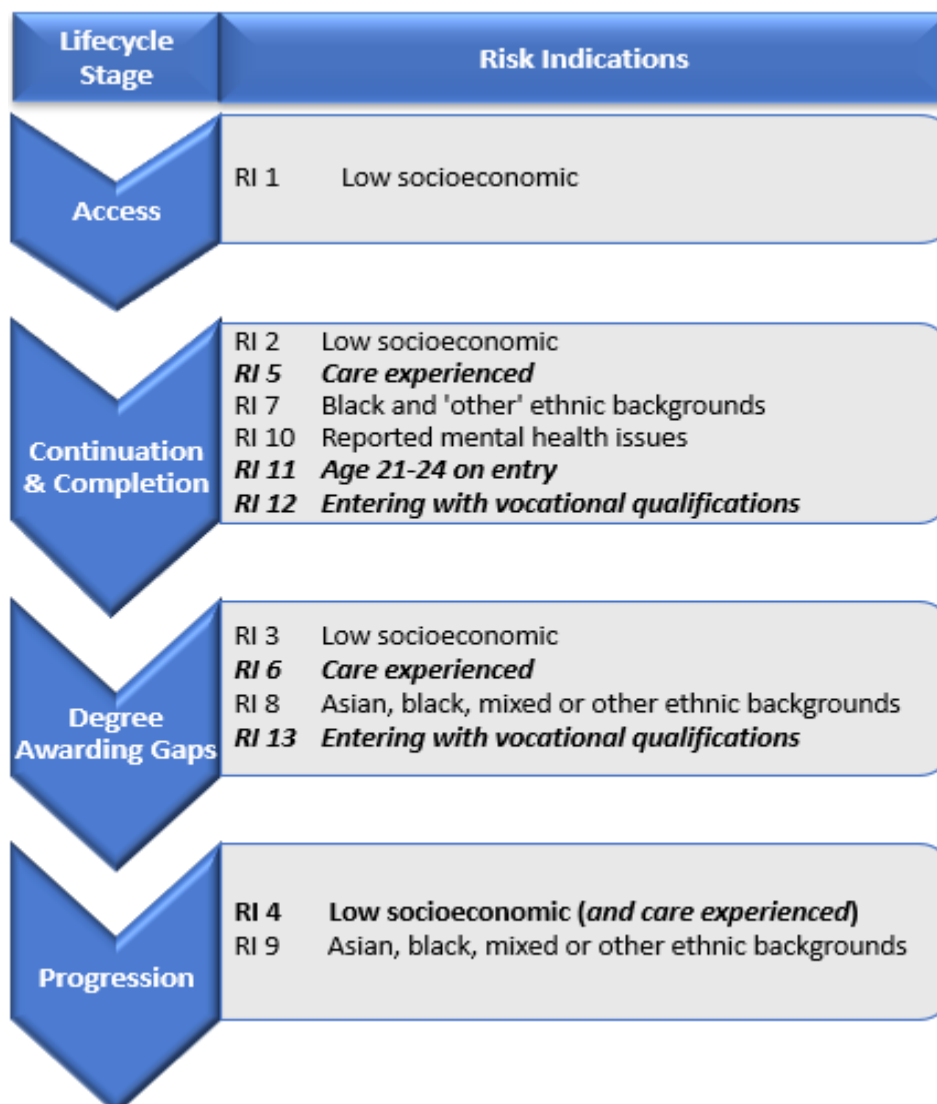 Lifecycle
Stage
Risk Indications
Access
RI 1 Low socioeconomic
Continuation
& Completion
RI 2 Low socioeconomic
RI 5 Care experienced
RI 7 Black and 'other' ethnic backgrounds
RI 10 Reported mental health issues
RI 11 Age 21-24 on entry
RI 12 Entering with vocational qualifications
Degree
Awarding Gaps
RI 3 Low socioeconomic
RI 6 Care experienced
RI 8 Asian, black, mixed or other ethnic backgrounds
RI 13 Entering with vocational qualifications
Progression
RI 4 Low socioeconomic (and care experienced)
RI 9 Asian, black, mixed or other ethnic backgrounds